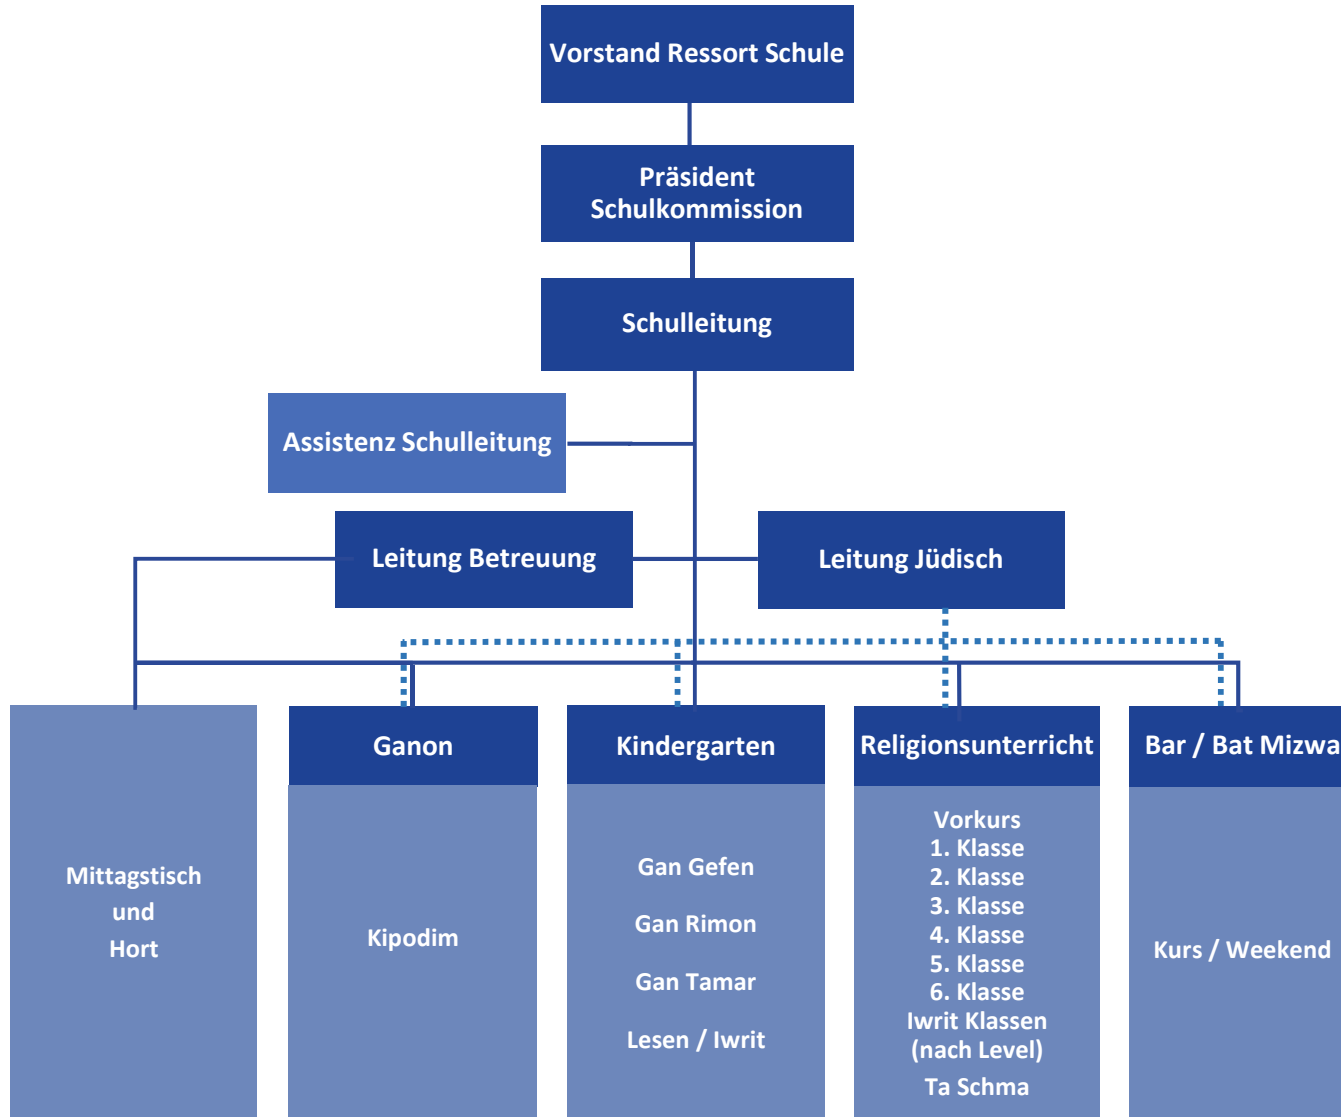 Vorstand Ressort Schule
Präsident
Schulkommission
Schulleitung
Assistenz Schulleitung
Leitung Betreuung
Leitung Jüdisch
Mittagstisch
und
Hort
Ganon
Kipodim
Kindergarten
Gan Gefen
Gan Rimon
Gan Tamar
Lesen / Iwrit
Religionsunterricht
Vorkurs
1. Klasse
2. Klasse
3. Klasse
4. Klasse
5. Klasse
6. Klasse
Iwrit Klassen
(nach Level)
Ta Schma
Bar / Bat Mizwa
Kurs / Weekend